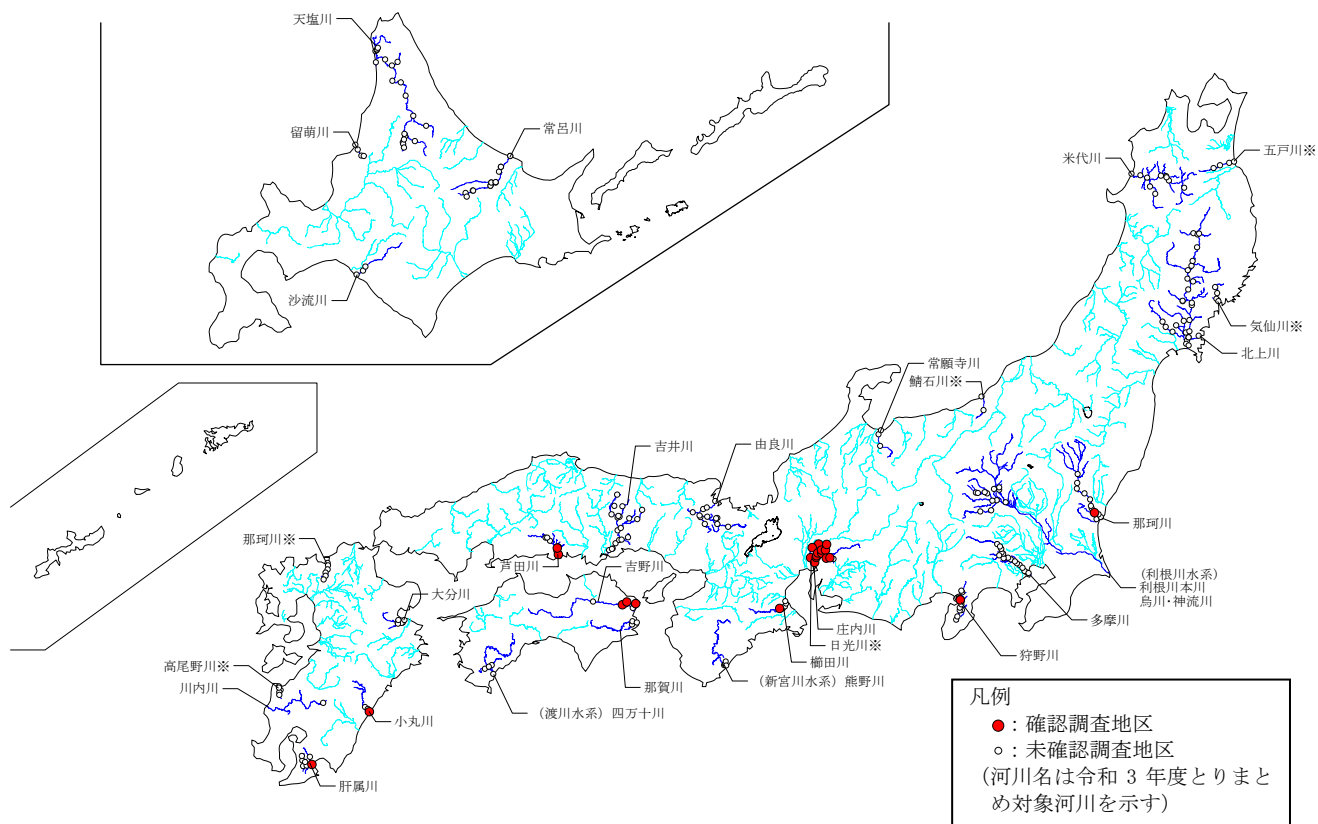 天塩川
留萌川
常呂川
沙流川
米代川
五戸川※
気仙川※
北上川
常願寺川
鯖石川※
吉井川
由良川
那珂川※
芦田川
吉野川
大分川
那珂川
(利根川水系)
利根川本川
烏川・神流川
多摩川
庄内川
日光川※
狩野川
櫛田川
高尾野川※
川内川
那賀川
(新宮川水系) 熊野川
小丸川
(渡川水系) 四万十川
肝属川
凡例
●：確認調査地区
○：未確認調査地区
(河川名は令和 3 年度とりまと
め対象河川を示す)